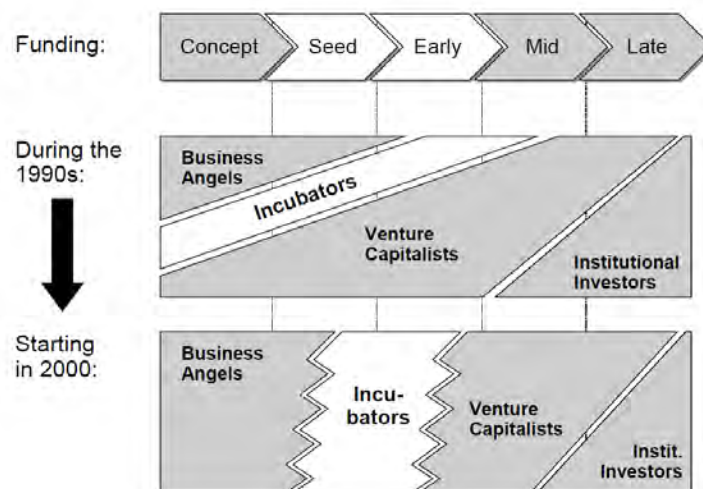 Funding:
Concept
Seed
Early
Mid
Late
During the
1990s:
Business
Angels
Incubators
Venture
Capitalists
Institutional
Investors
Starting
in 2000:
Business
Angels
Incu-
bators
Venture
Capitalists
Instit.
Investors